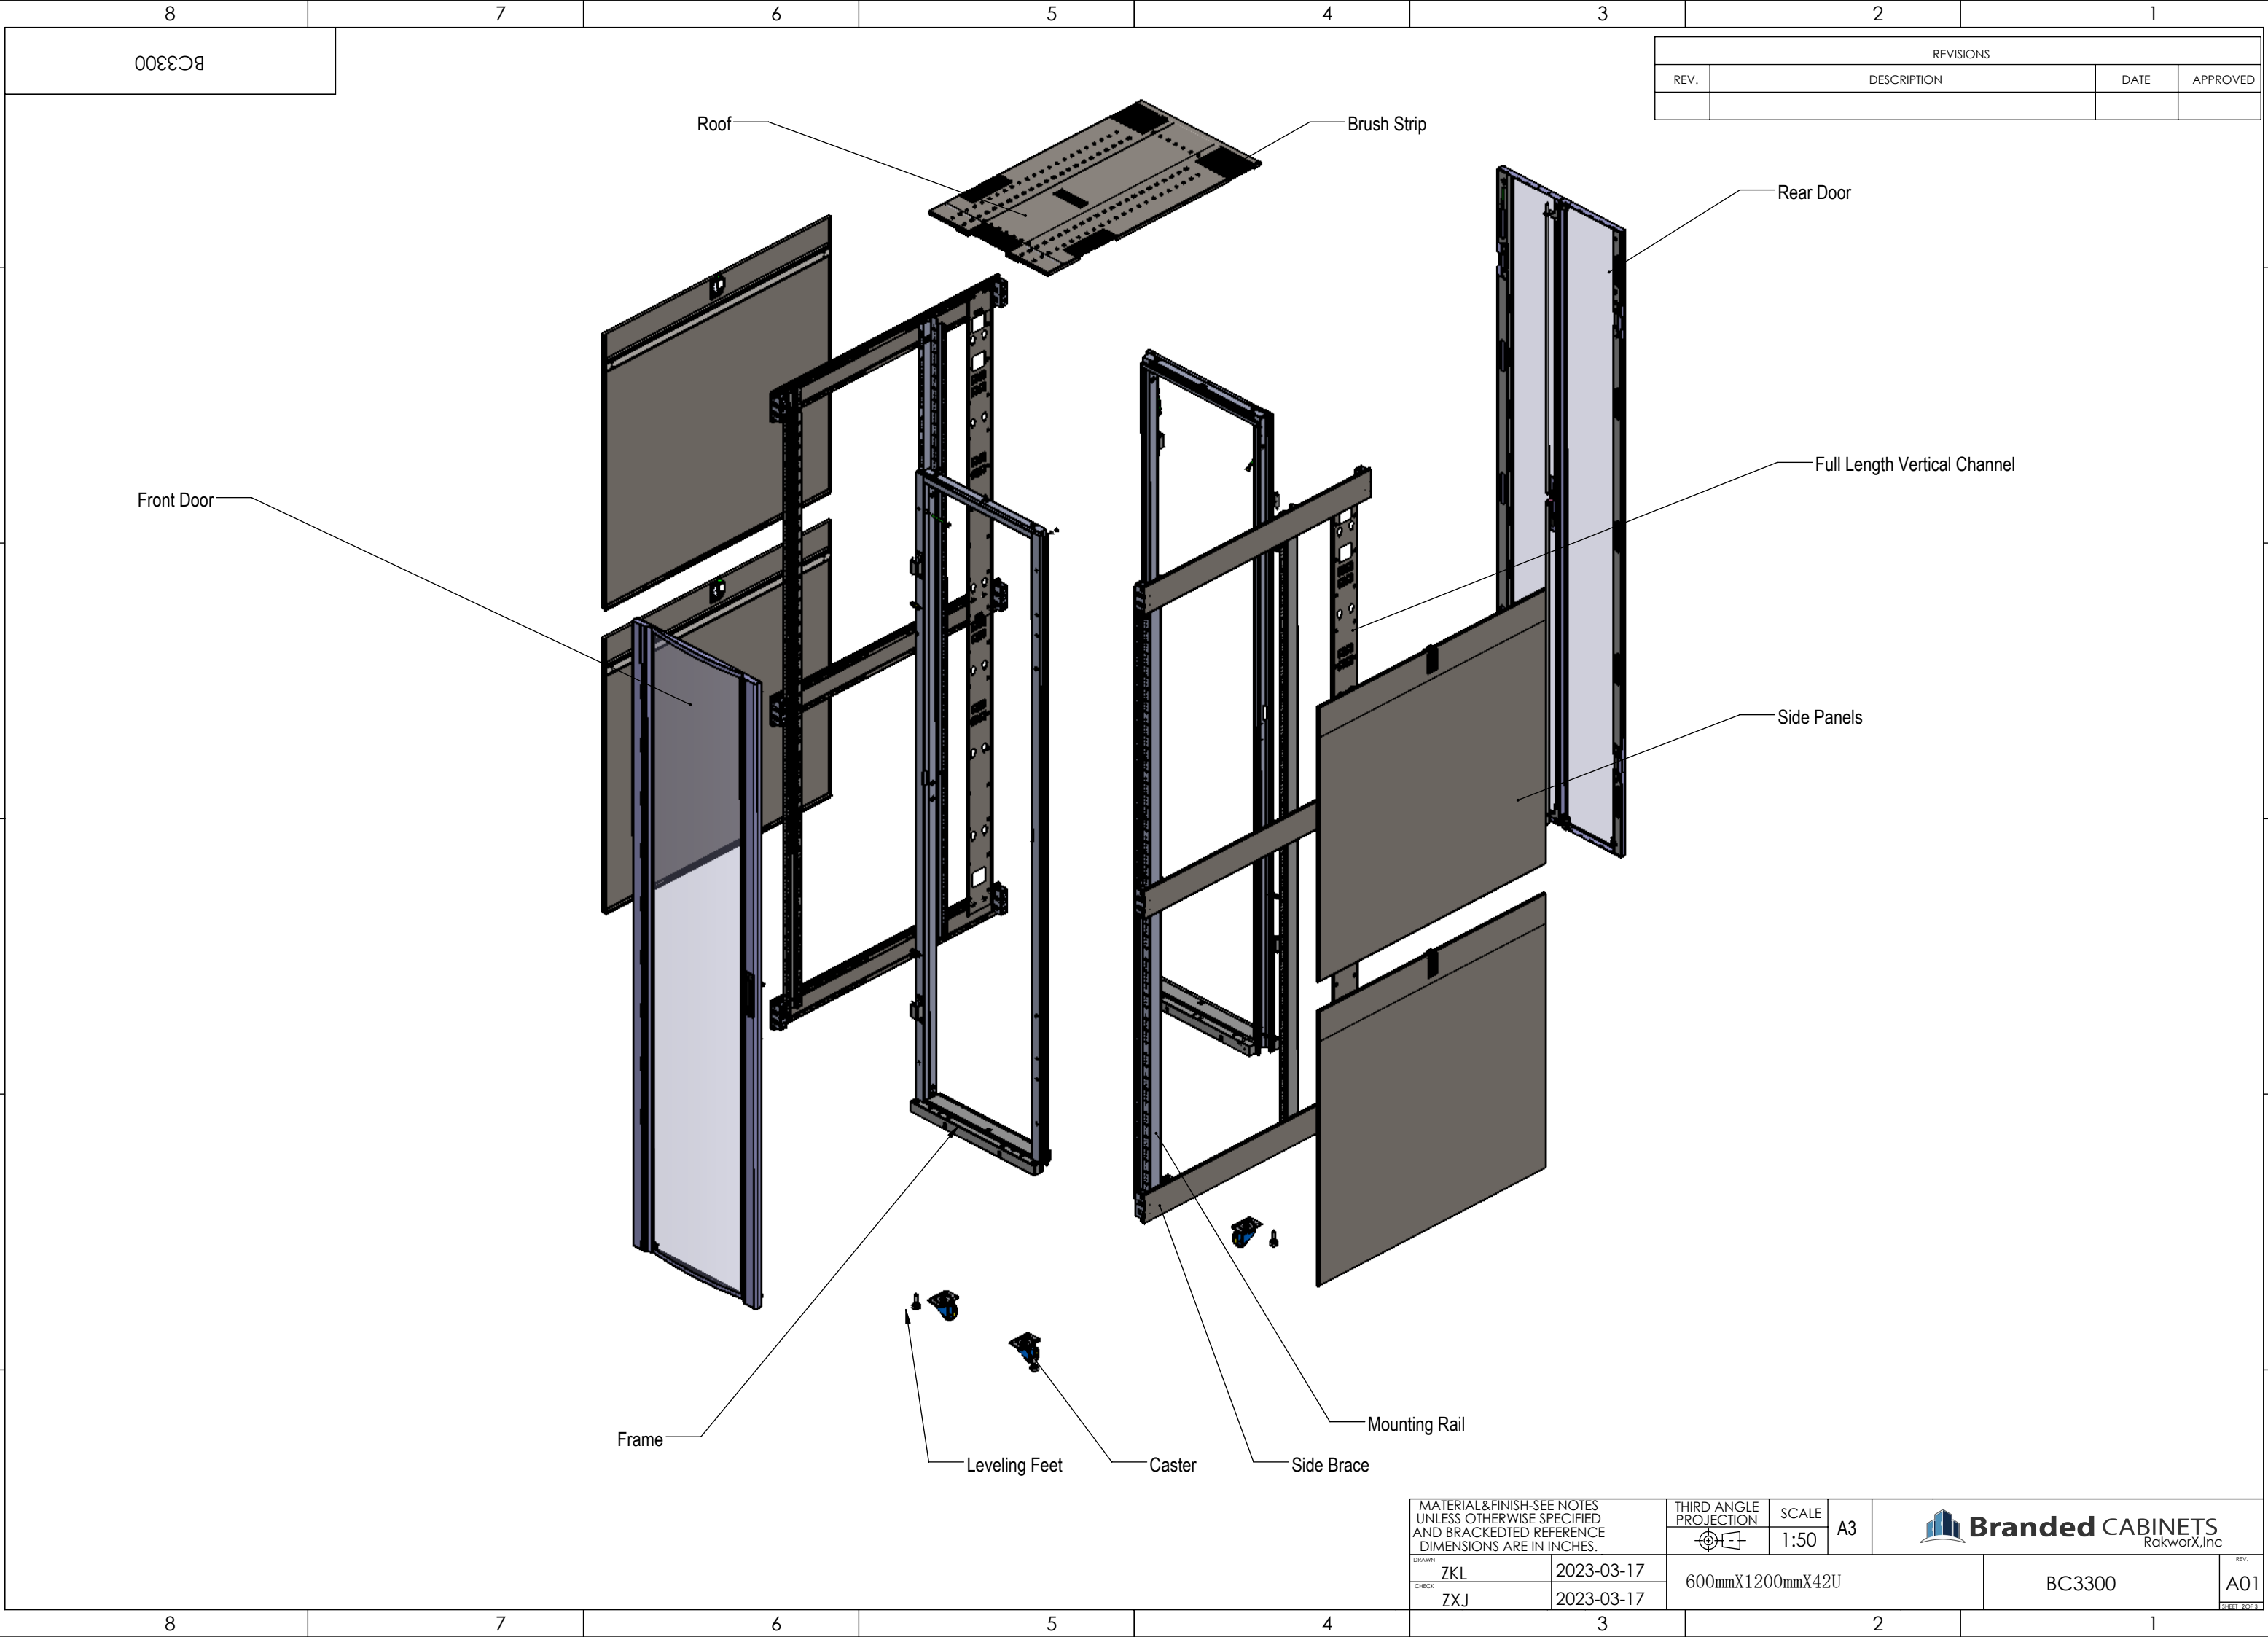 8 7 6 5 4 3 2 1
BC3300
REVISIONS
REV. DESCRIPTION DATE APPROVED
Roof
Brush Strip
Rear Door
Full Length Vertical Channel
Front Door
Side Panels
Mounting Rail
Frame
Leveling Feet
Caster
Side Brace
MATERIAL&FINISH-SEE NOTES
UNLESS OTHERWISE SPECIFIED
AND BRACKEDTED REFERENCE
DIMENSIONS ARE IN INCHES.
THIRD ANGLE
PROJECTION
SCALE
1:50
A3
Branded CABINETS
RakworX,Inc
DRAWN
ZKL 2023-03-17
CHECK
ZXJ 2023-03-17
600mmX1200mmX42U
BC3300
REV.
A01
SHEET 2 OF 3
8 7 6 5 4 3 2 1